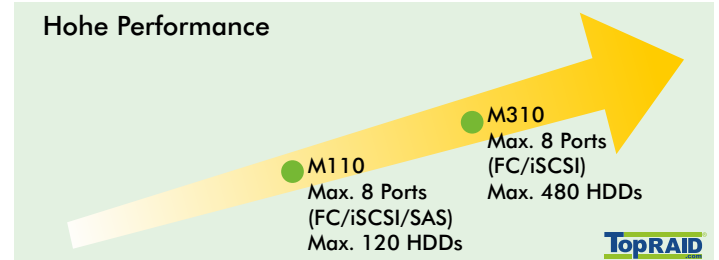 Hohe Performance
M310
Max. 8 Ports
(FC/iSCSI)
Max. 480 HDDs
M110
Max. 8 Ports
(FC/iSCSI/SAS)
Max. 120 HDDs
TopRAID
.com